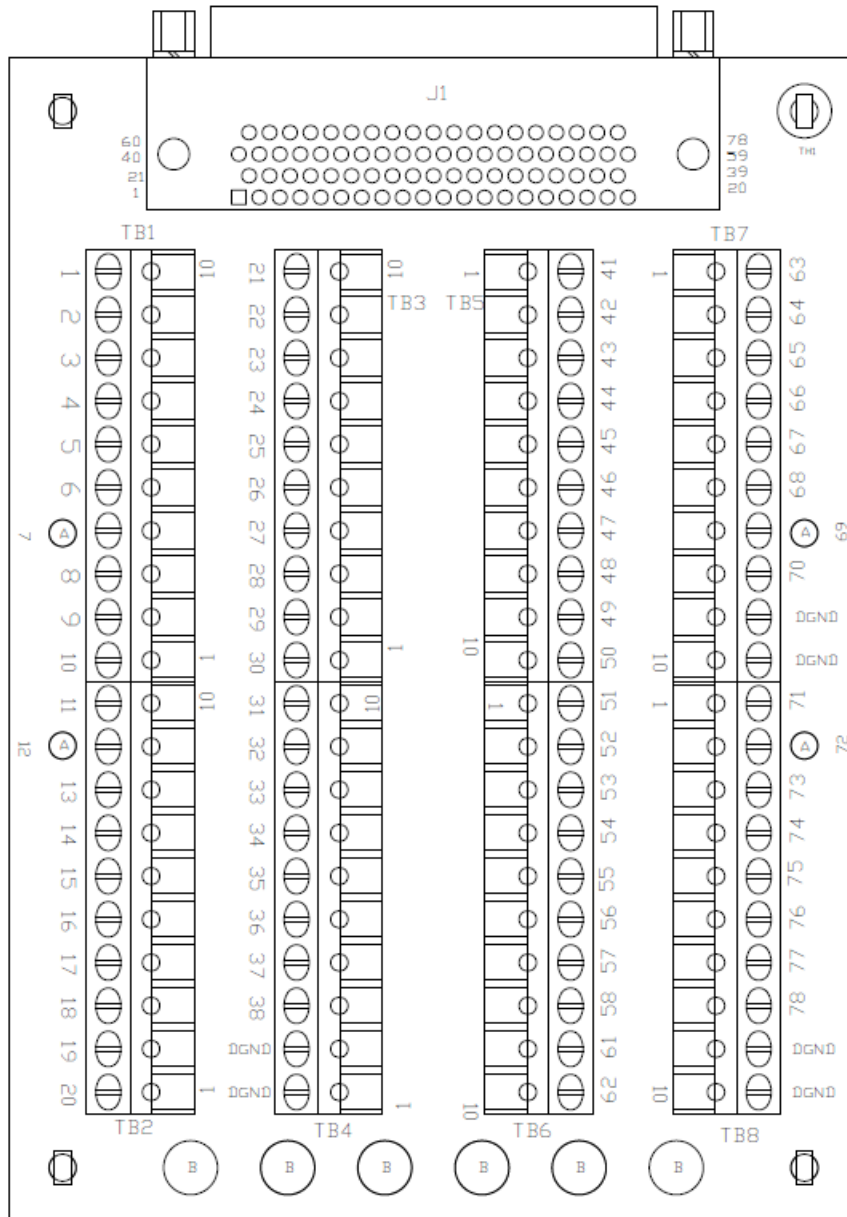 J1
60 78
40 59
21 39
1 20
TH1
TB1 TB7
1 10 21 10 1 41 1 63
TB3 TB5
2 22 42 64
3 23 43 65
4 24 44 66
5 25 45 67
6 26 46 68
7 A 27 47 A 69
8 28 48 70
9 29 49 DGND
10 1 30 1 10 50 10 DGND
11 10 31 10 1 51 1 71
12 A 32 52 A 72
13 33 53 73
14 34 54 74
15 35 55 75
16 36 56 76
17 37 57 77
18 38 58 78
19 DGND 61 DGND
20 1 DGND 1 10 62 10 DGND
TB2 TB4 TB6 TB8
B B B B B B